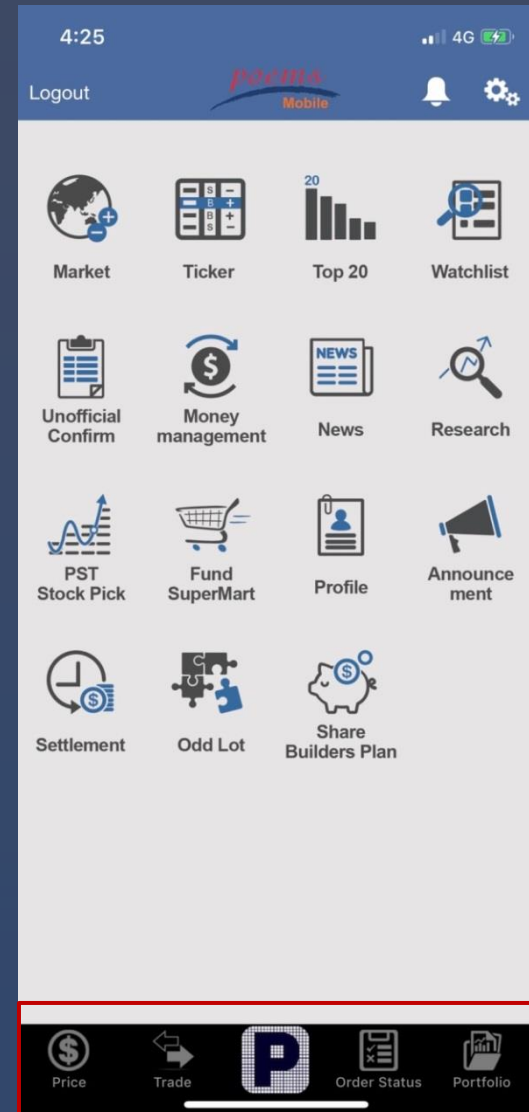 4:25
4G
Logout
poems
Mobile
20
S
B
B
S
Market
Ticker
Top 20
Watchlist
NEWS
Unofficial
Confirm
Money
management
News
Research
PST
Stock Pick
Fund
SuperMart
Profile
Announce
ment
Settlement
Odd Lot
Share
Builders Plan
P
Price
Trade
Order Status
Portfolio